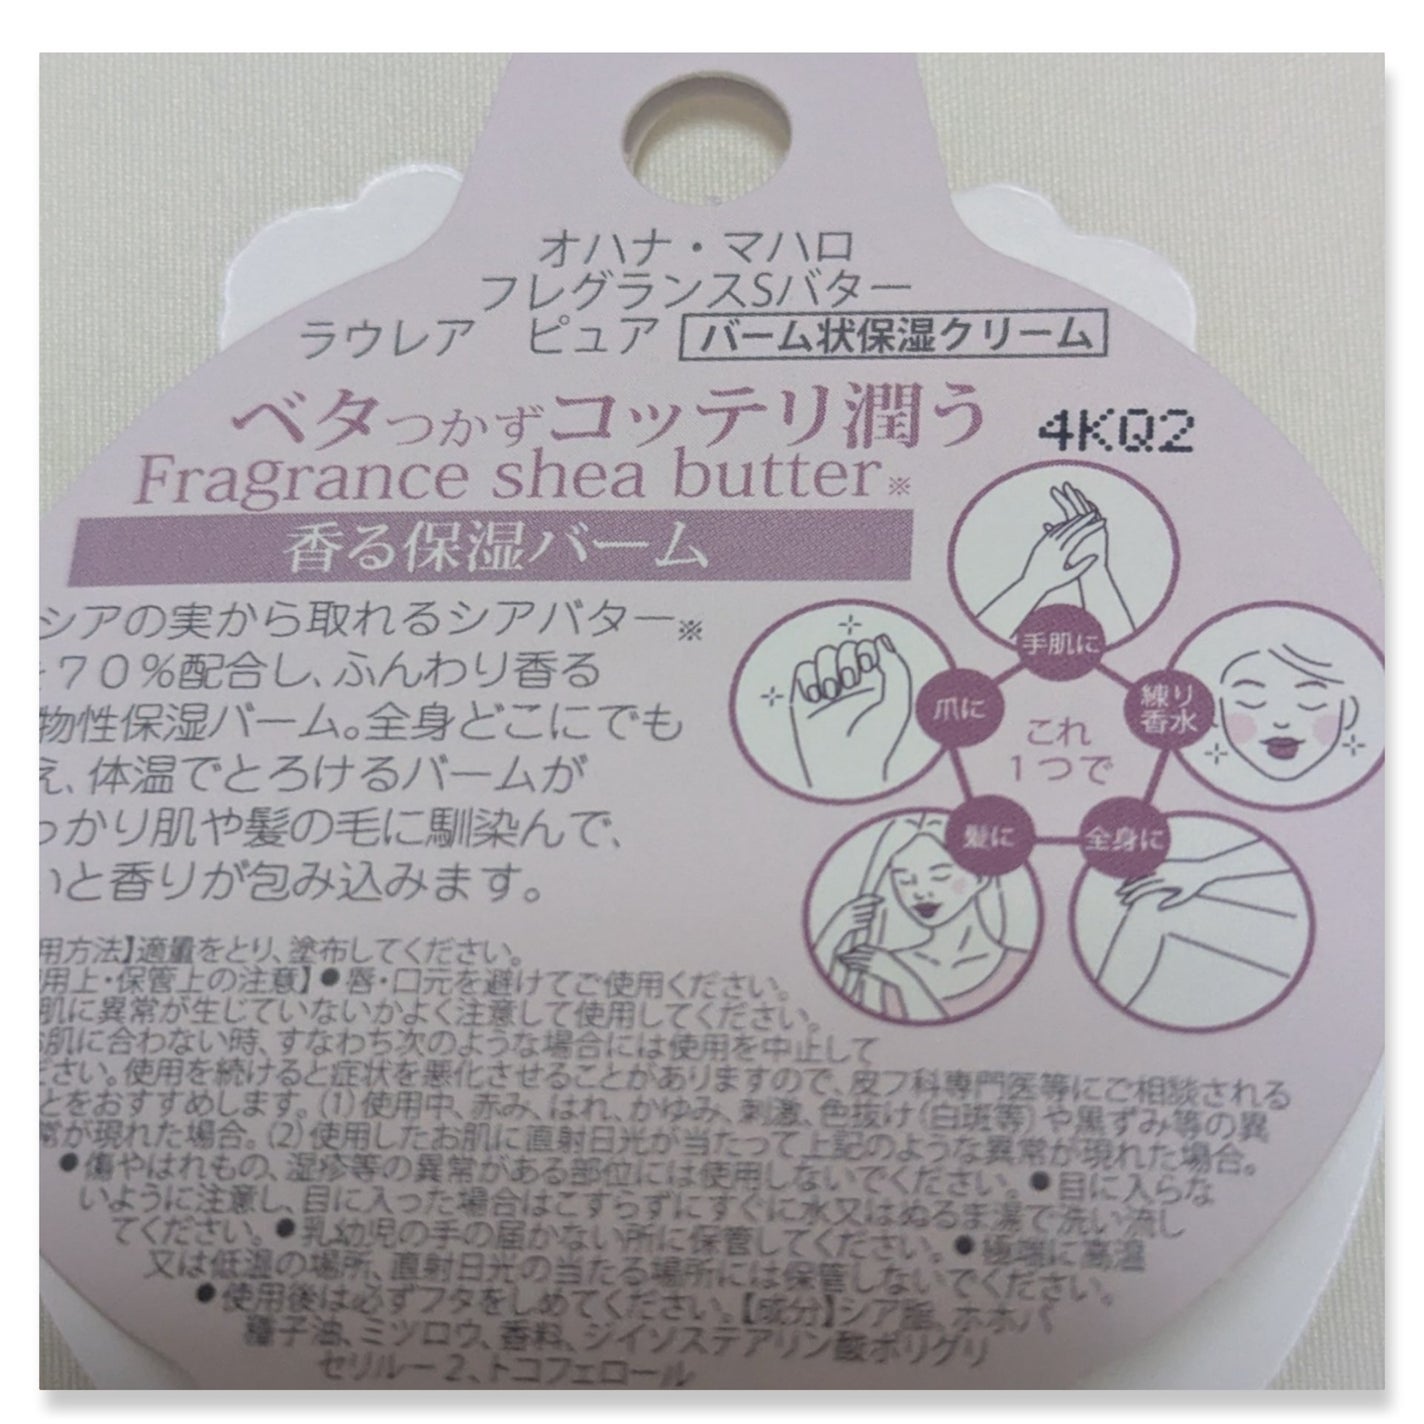 オハナ・マハロ
フレグランスSバター
ラウレア ピュア バーム状保湿クリーム
ベタつかずコッテリ潤う
4KQ2
Fragrance shea butter※
香る保湿バーム
シアの実から取れるシアバター※
70%配合し、ふんわり香る
物性保湿バーム。全身どこにでも
え、体温でとろけるバームが
っかり肌や髪の毛に馴染んで、
いと香りが包み込みます。
手肌に
爪に
練り
香水
これ
1つで
髪に
全身に
用方法】適量をとり、塗布してください。
用上・保管上の注意】●唇・口元を避けてご使用ください。
肌に異常が生じていないかよく注意して使用してください。
お肌に合わない時、すなわち次のような場合には使用を中止して
ださい。使用を続けると症状を悪化させることがありますので、皮フ科専門医等にご相談される
とをおすすめします。(1)使用中、赤み、はれ、かゆみ、刺激、色抜け(白斑等)や黒ずみ等の異
常が現れた場合。(2)使用したお肌に直射日光が当たって上記のような異常が現れた場合。
●傷やはれもの、湿疹等の異常がある部位には使用しないでください。●目に入らな
いように注意し、目に入った場合はこすらずにすぐに水又はぬるま湯で洗い流し
てください。●乳幼児の手の届かない所に保管してください。●極端に高温
又は低温の場所、直射日光の当たる場所には保管しないでください。
●使用後は必ずフタをしめてください。【成分】シア脂、ホホバ
種子油、ミツロウ、香料、ジイソステアリン酸ポリグリ
セリル-2、トコフェロール